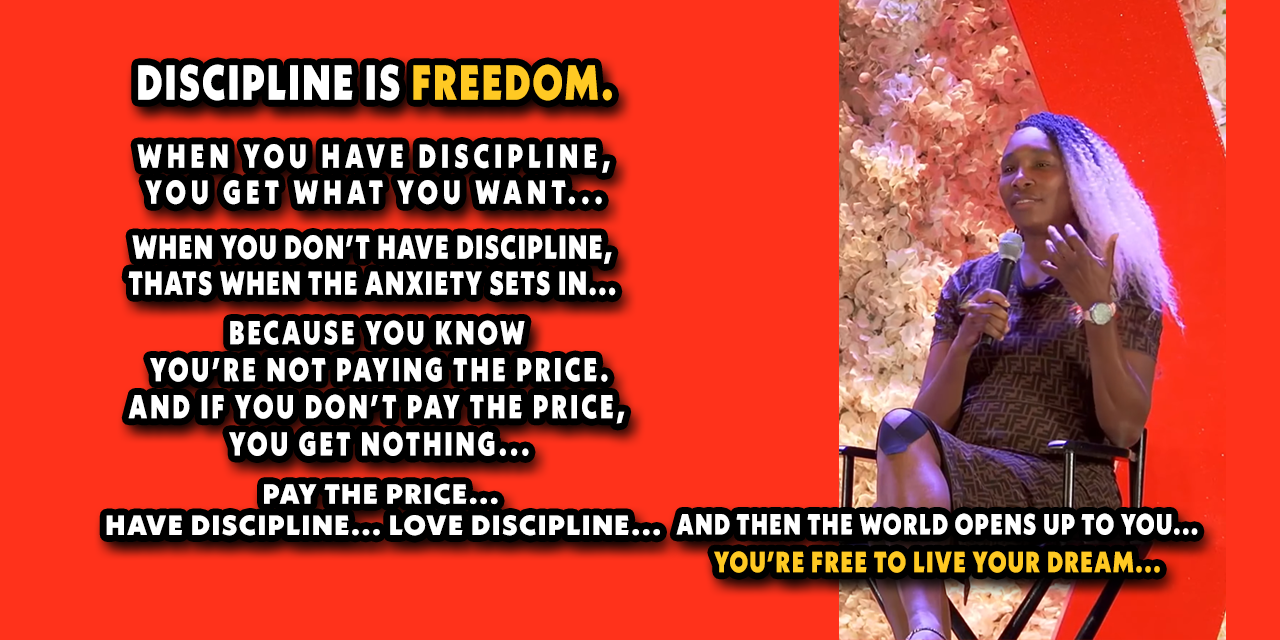 DISCIPLINE IS FREEDOM.
WHEN YOU HAVE DISCIPLINE,
YOU GET WHAT YOU WANT...
WHEN YOU DON'T HAVE DISCIPLINE,
THATS WHEN THE ANXIETY SETS IN...
BECAUSE YOU KNOW
YOU'RE NOT PAYING THE PRICE.
AND IF YOU DON'T PAY THE PRICE,
YOU GET NOTHING...
PAY THE PRICE...
HAVE DISCIPLINE... LOVE DISCIPLINE... AND THEN THE WORLD OPENS UP TO YOU...
YOU'RE FREE TO LIVE YOUR DREAM...